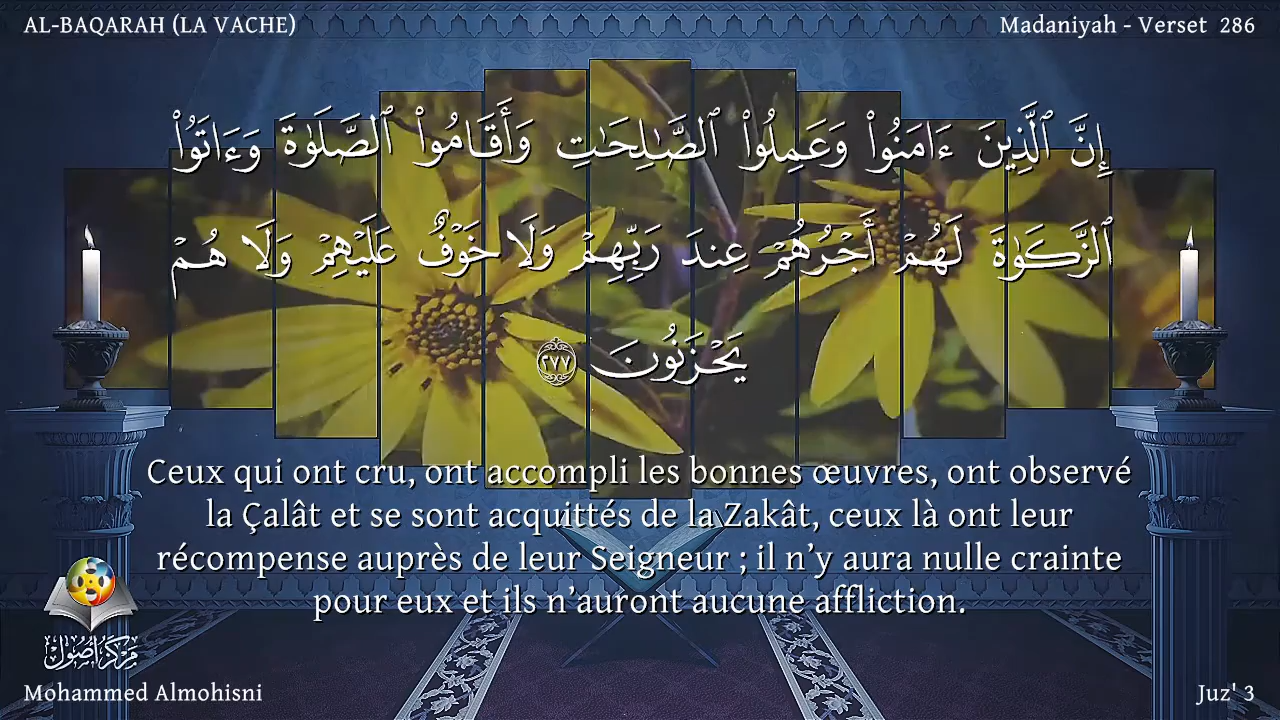 AL-BAQARAH (LA VACHE)
Madaniyah - Verset 286
إِنَّ ٱلَّذِينَ ءَامَنُوا۟ وَعَمِلُوا۟ ٱلصَّـٰلِحَـٰتِ وَأَقَامُوا۟ ٱلصَّلَوٰةَ وَءَاتَوُا۟
ٱلزَّكَوٰةَ لَهُمْ أَجْرُهُمْ عِندَ رَبِّهِمْ وَلَا خَوْفٌ عَلَيْهِمْ وَلَا هُمْ
يَحْزَنُونَ ٢٧٧
Ceux qui ont cru, ont accompli les bonnes œuvres, ont observé
la Çalât et se sont acquittés de la Zakât, ceux là ont leur
récompense auprès de leur Seigneur ; il n’y aura nulle crainte
pour eux et ils n’auront aucune affliction.
مركز أصول
Mohammed Almohisni
Juz' 3